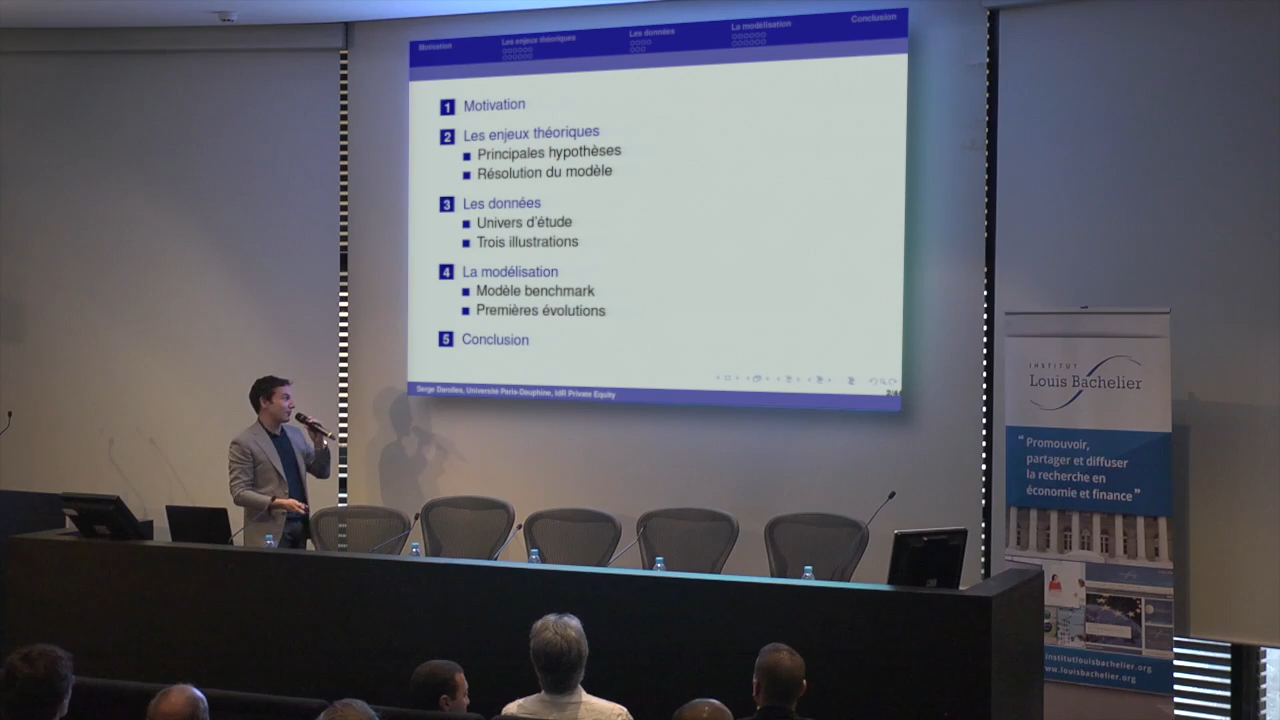 Motivation
Les enjeux théoriques
Les données
La modélisation
Conclusion
1 Motivation
2 Les enjeux théoriques
Principales hypothèses
Résolution du modèle
3 Les données
Univers d'étude
Trois illustrations
4 La modélisation
Modèle benchmark
Premières évolutions
5 Conclusion
Serge Darolles, Université Paris-Dauphine, IdR Private Equity
INSTITUT
Louis Bachelier
“ Promouvoir,
partager et diffuser
la recherche en
économie et finance ”
institutlouisbachelier.org
www.louisbachelier.org